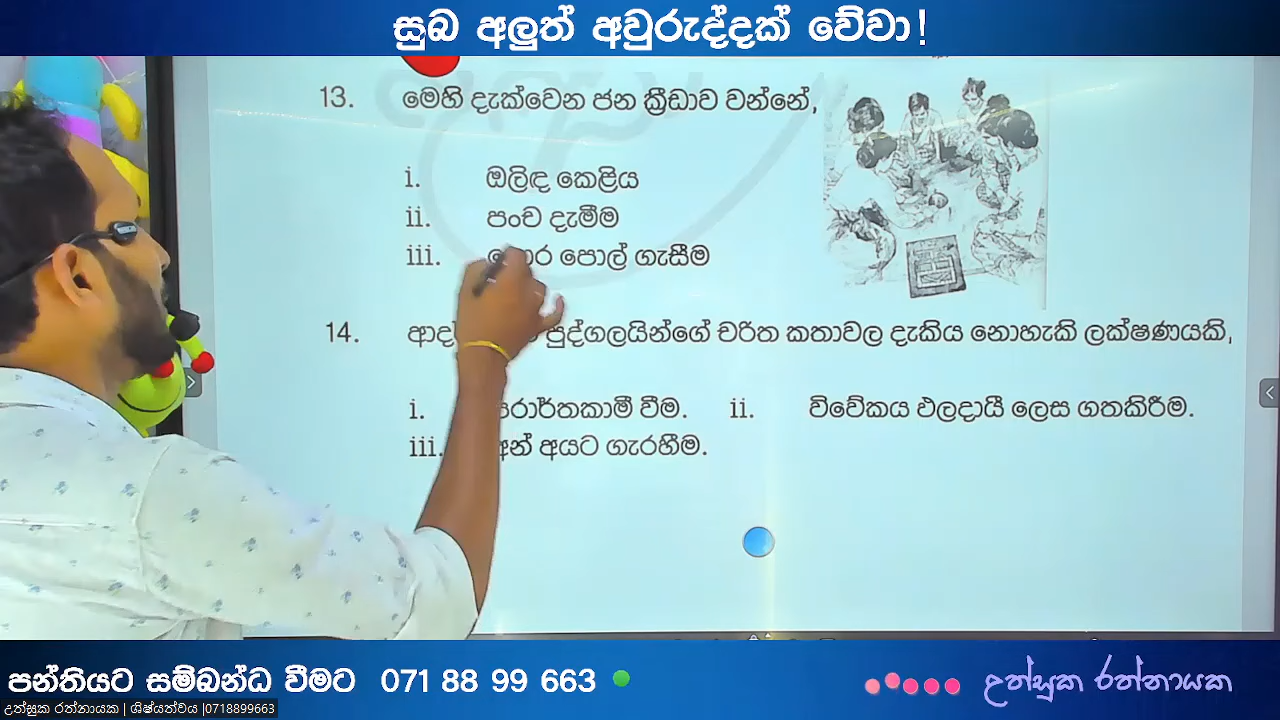 සුබ අලුත් අවුරුද්දක් වේවා!
13. මෙහි දැක්වෙන ජන ක්‍රීඩාව වන්නේ,
i. ඔලිඳ කෙළිය
ii. පංච දැමීම
iii. පොර පොල් ගැසීම
14. පුද්ගලයින්ගේ චරිත කතාවල දැකිය නොහැකි ලක්ෂණයකි,
i. පරාර්තකාමී වීම. ii. විවේකය ඵලදායී ලෙස ගතකිරීම.
iii. අන් අයට ගැරහීම.
පන්තියට සම්බන්ධ වීමට 071 88 99 663
උත්සුක රත්නායක
උත්සුක රත්නායක | ශිෂ්යත්වය |0718899663